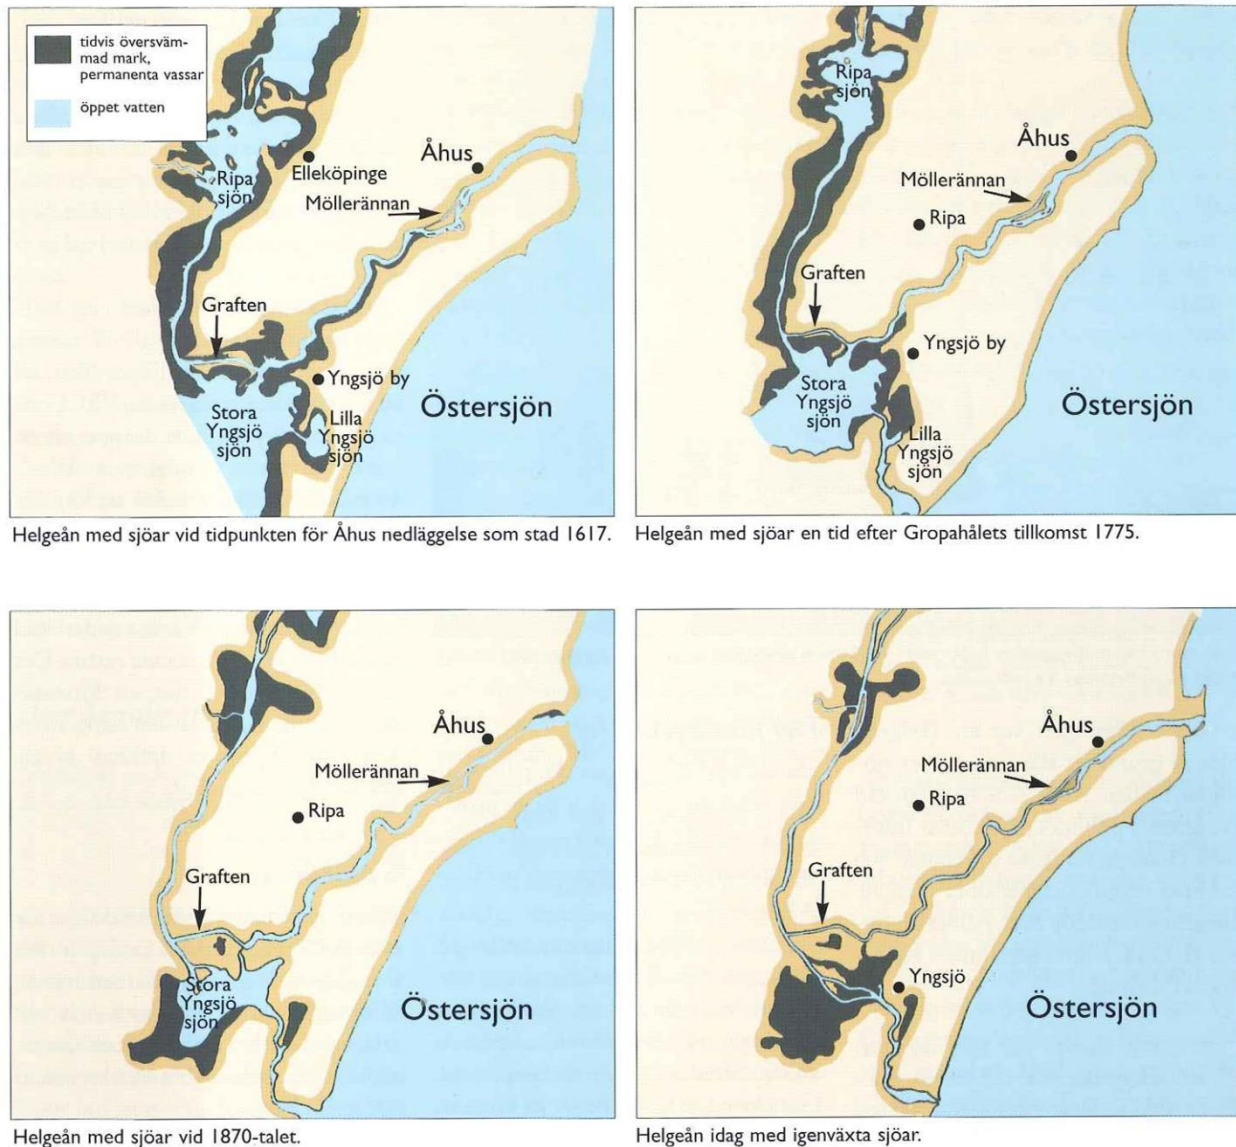 tidvis översväm-
mad mark,
permanenta vassar
öppet vatten
Ripa
sjön
Elleköpinge
Åhus
Möllerännan
Graften
Yngsjö by
Stora
Yngsjö
sjön
Lilla
Yngsjö
sjön
Östersjön
Helgeån med sjöar vid tidpunkten för Åhus nedläggelse som stad 1617.
Ripa
sjön
Åhus
Möllerännan
Ripa
Graften
Yngsjö by
Stora
Yngsjö
sjön
Lilla
Yngsjö
sjön
Östersjön
Helgeån med sjöar en tid efter Gropahålets tillkomst 1775.
Åhus
Möllerännan
Ripa
Graften
Stora
Yngsjö
sjön
Östersjön
Helgeån med sjöar vid 1870-talet.
Åhus
Möllerännan
Ripa
Graften
Yngsjö
Östersjön
Helgeån idag med igenväxta sjöar.